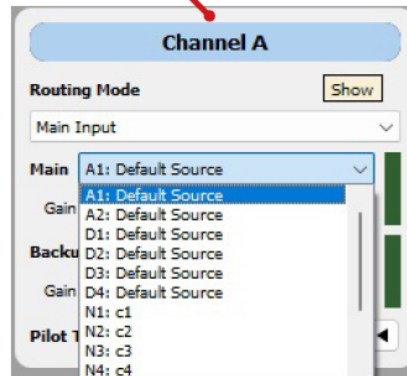 Channel A
Routing Mode Show
Main Input
Main A1: Default Source
A1: Default Source
Gain A2: Default Source
D1: Default Source
Backu D2: Default Source
D3: Default Source
Gain D4: Default Source
N1: c1
Pilot T N2: c2
N3: c3
N4: c4